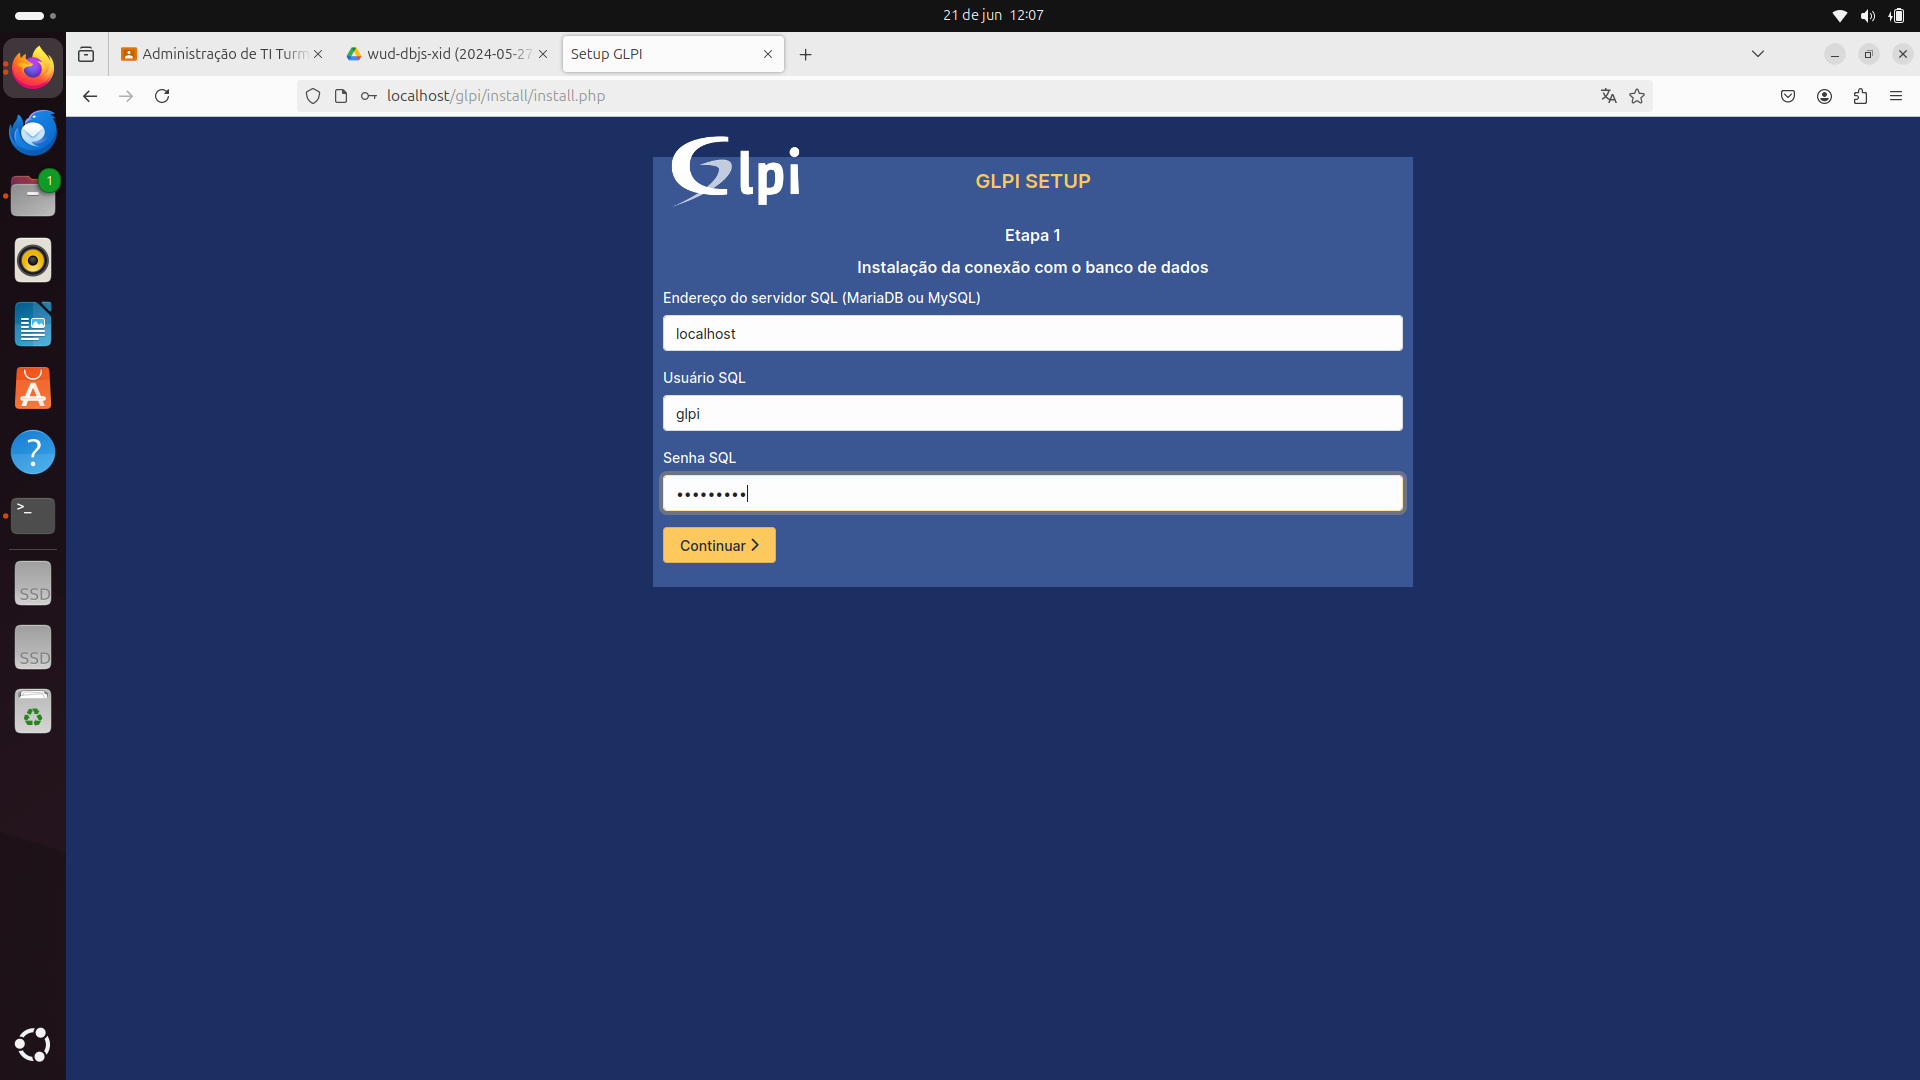 21 de jun 12:07
Administração de TI Turm
wud-dbjs-xid (2024-05-27
Setup GLPI
localhost/glpi/install/install.php
1
Glpi
GLPI SETUP
Etapa 1
Instalação da conexão com o banco de dados
Endereço do servidor SQL (MariaDB ou MySQL)
localhost
Usuário SQL
glpi
Senha SQL
•••••••••
Continuar
?
>_
SSD
SSD